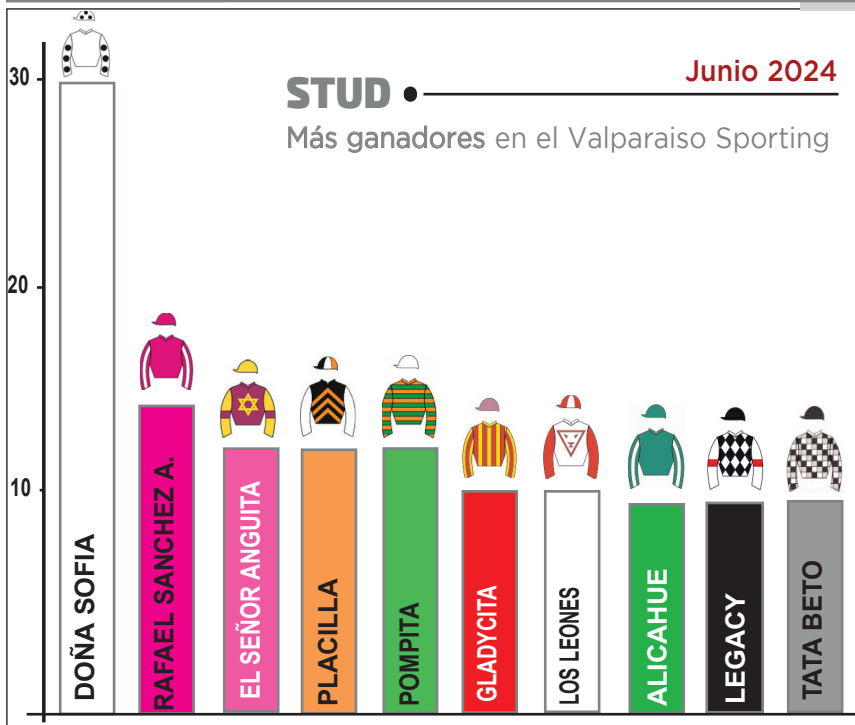 30
STUD
Junio 2024
Más ganadores en el Valparaiso Sporting
20
10
DOÑA SOFIA
RAFAEL SANCHEZ A.
EL SEÑOR ANGUITA
PLACILLA
POMPITA
GLADYCITA
LOS LEONES
ALICAHUE
LEGACY
TATA BETO